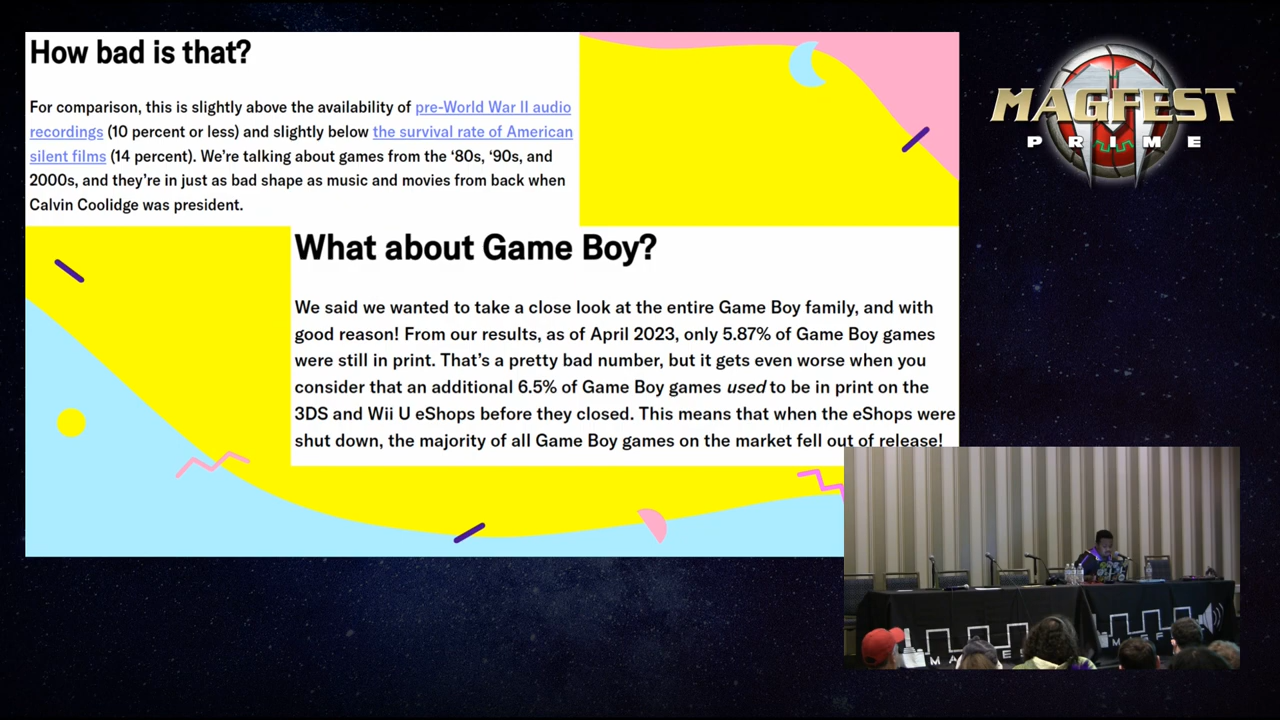 How bad is that?
For comparison, this is slightly above the availability of pre-World War II audio
recordings (10 percent or less) and slightly below the survival rate of American
silent films (14 percent). We're talking about games from the ‘80s, ‘90s, and
2000s, and they're in just as bad shape as music and movies from back when
Calvin Coolidge was president.
What about Game Boy?
We said we wanted to take a close look at the entire Game Boy family, and with
good reason! From our results, as of April 2023, only 5.87% of Game Boy games
were still in print. That's a pretty bad number, but it gets even worse when you
consider that an additional 6.5% of Game Boy games used to be in print on the
3DS and Wii U eShops before they closed. This means that when the eShops were
shut down, the majority of all Game Boy games on the market fell out of release!
MAGFEST
PRIME